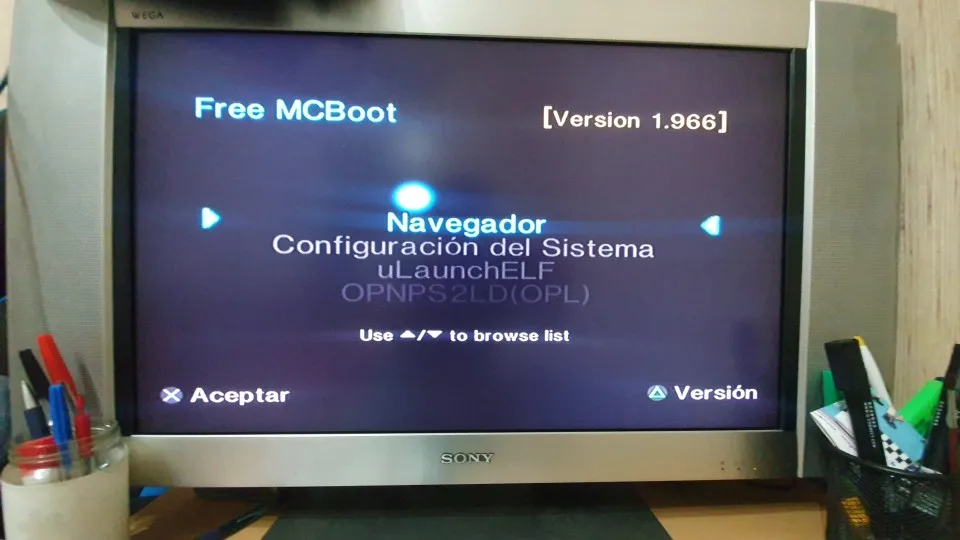 WEGA
Free MCBoot
[Version 1.966]
Navegador
Configuración del Sistema
uLaunchELF
OPNPS2LD(OPL)
Use ▲/▼ to browse list
Aceptar
Versión
SONY